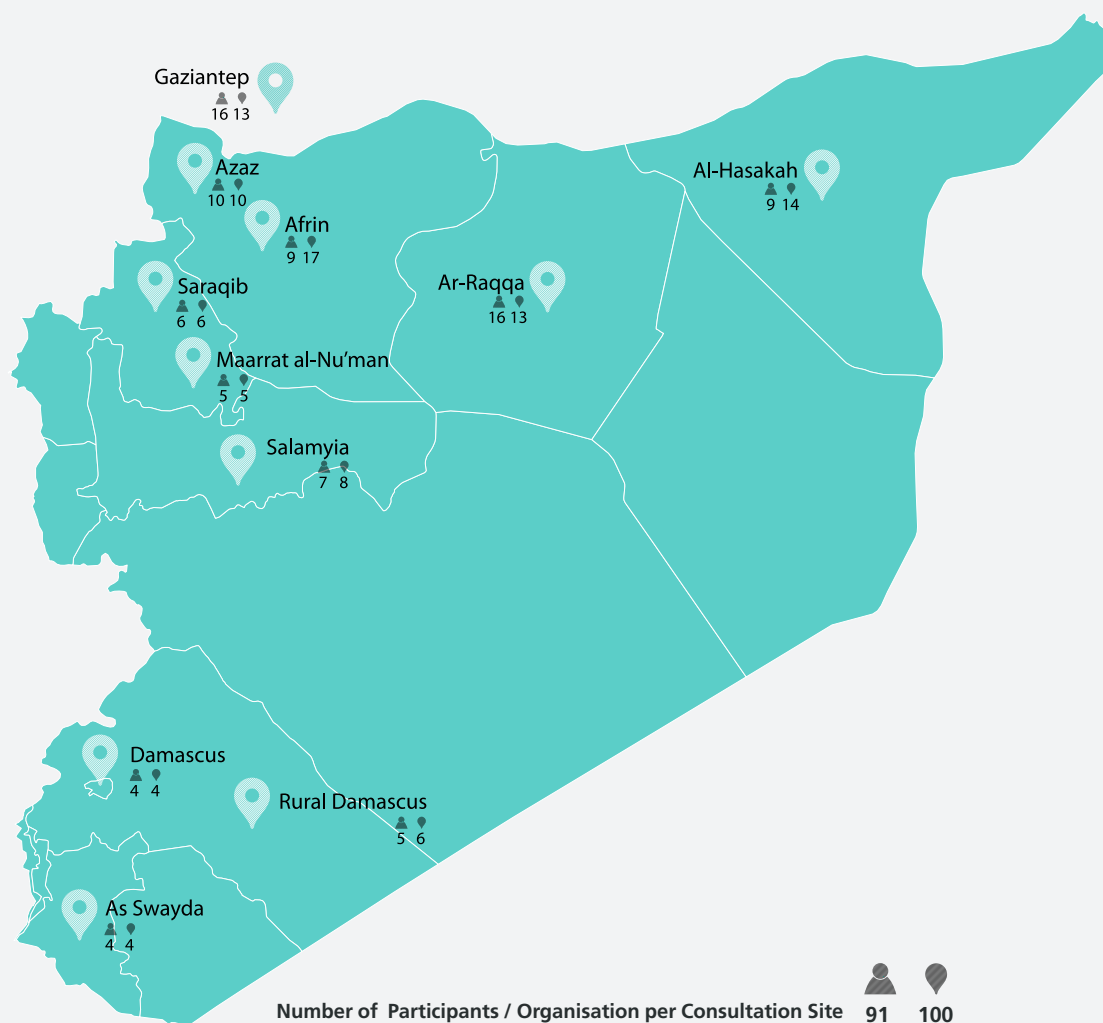 Gaziantep
16 13
Azaz
10 10
Afrin
9 17
Al-Hasakah
9 14
Saraqib
6 6
Ar-Raqqa
16 13
Maarrat al-Nu'man
5 5
Salamyia
7 8
Damascus
4 4
Rural Damascus
5 6
As Swayda
4 4
Number of Participants / Organisation per Consultation Site 91 100